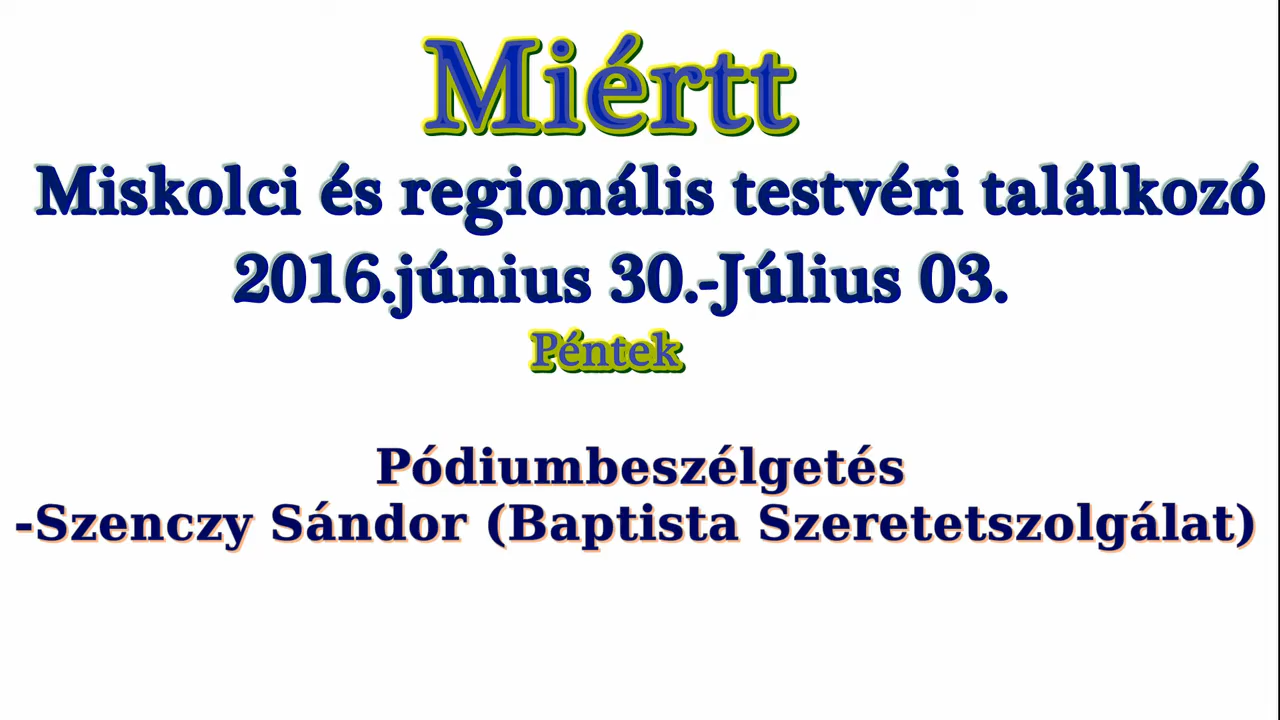 Miértt
Miskolci és regionális testvéri találkozó
2016.június 30.-Július 03.
Péntek
Pódiumbeszélgetés
-Szenczy Sándor (Baptista Szeretetszolgálat)